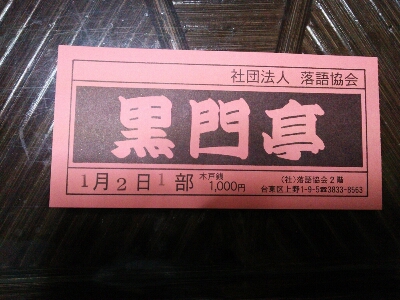 社団法人 落語協会
黒門亭
1月2日1部 木戸銭 1,000円
(社)落語協会2階
台東区上野1-9-5☎3833-8563